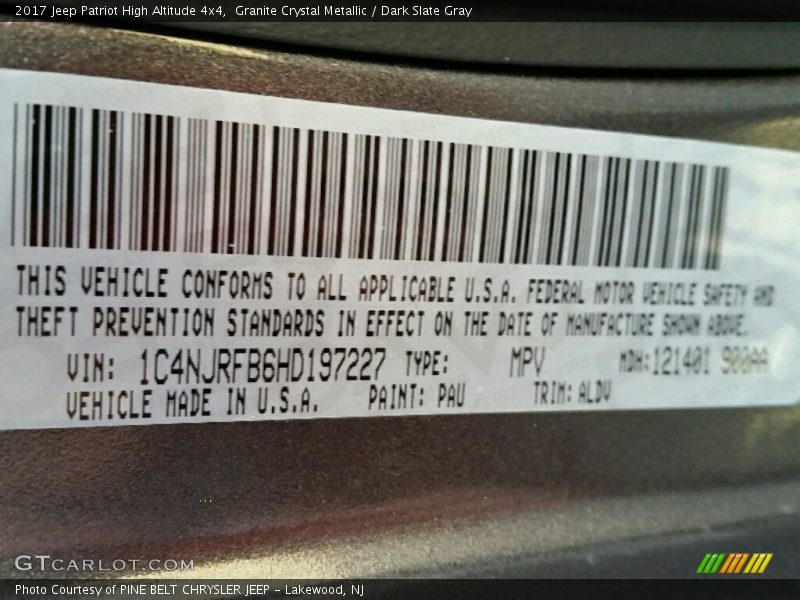 2017 Jeep Patriot High Altitude 4x4,  Granite Crystal Metallic / Dark Slate Gray
THIS VEHICLE CONFORMS TO ALL APPLICABLE U.S.A. FEDERAL MOTOR VEHICLE SAFETY AND
THEFT PREVENTION STANDARDS IN EFFECT ON THE DATE OF MANUFACTURE SHOWN ABOVE.
VIN: 1C4NJRFB6HD197227 TYPE: MPV MDH:121401 900AA
VEHICLE MADE IN U.S.A. PAINT: PAU TRIM: ALDV
GTCARLOT.COM
Photo Courtesy of PINE BELT CHRYSLER JEEP - Lakewood, NJ